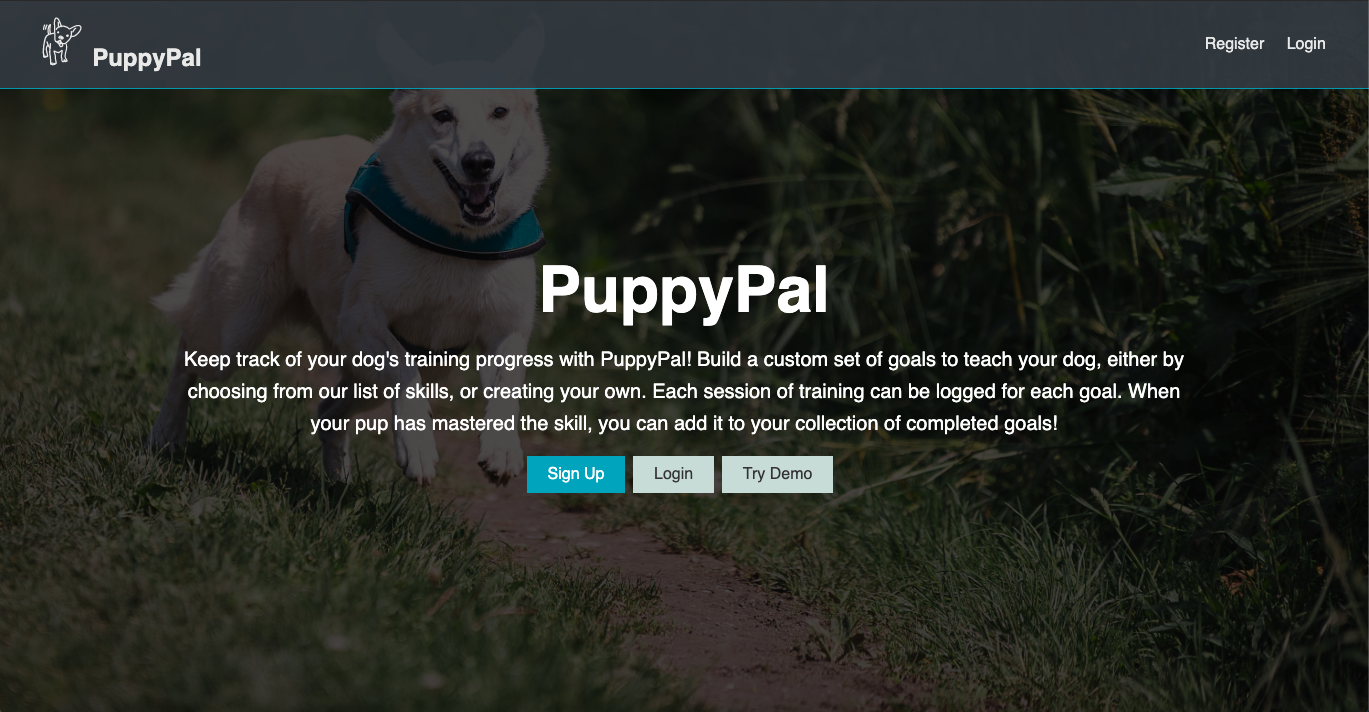 PuppyPal
Register
Login
PuppyPal
Keep track of your dog's training progress with PuppyPal! Build a custom set of goals to teach your dog, either by
choosing from our list of skills, or creating your own. Each session of training can be logged for each goal. When
your pup has mastered the skill, you can add it to your collection of completed goals!
Sign Up
Login
Try Demo